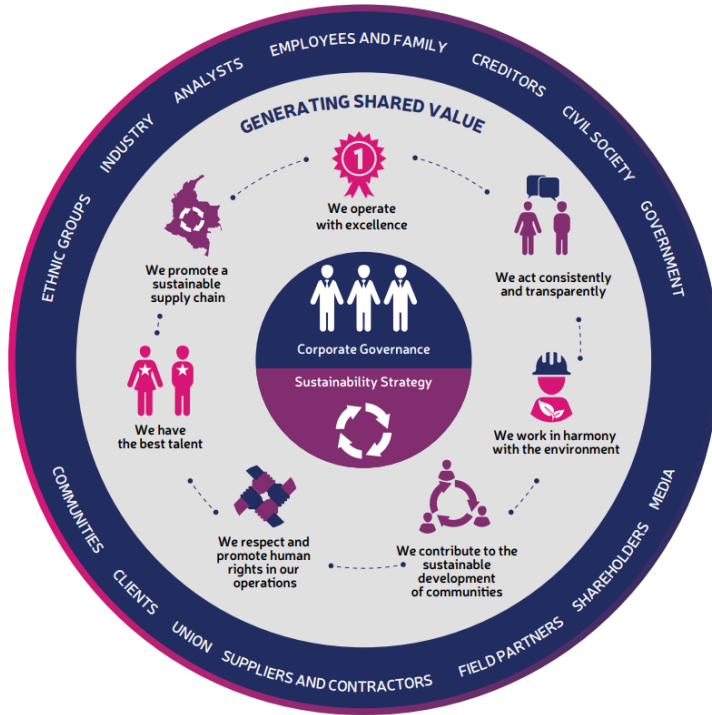 ETHNIC GROUPS
INDUSTRY
ANALYSTS
EMPLOYEES AND FAMILY
CREDITORS
CIVIL SOCIETY
GOVERNMENT
GENERATING SHARED VALUE
1
We operate
with excellence
We promote a
sustainable
supply chain
We act consistently
and transparently
Corporate Governance
Sustainability Strategy
We have
the best talent
We work in harmony
with the environment
We respect and
promote human
rights in our
operations
We contribute to the
sustainable
development
of communities
COMMUNITIES
CLIENTS
UNION
SUPPLIERS AND CONTRACTORS
FIELD PARTNERS
SHAREHOLDERS
MEDIA